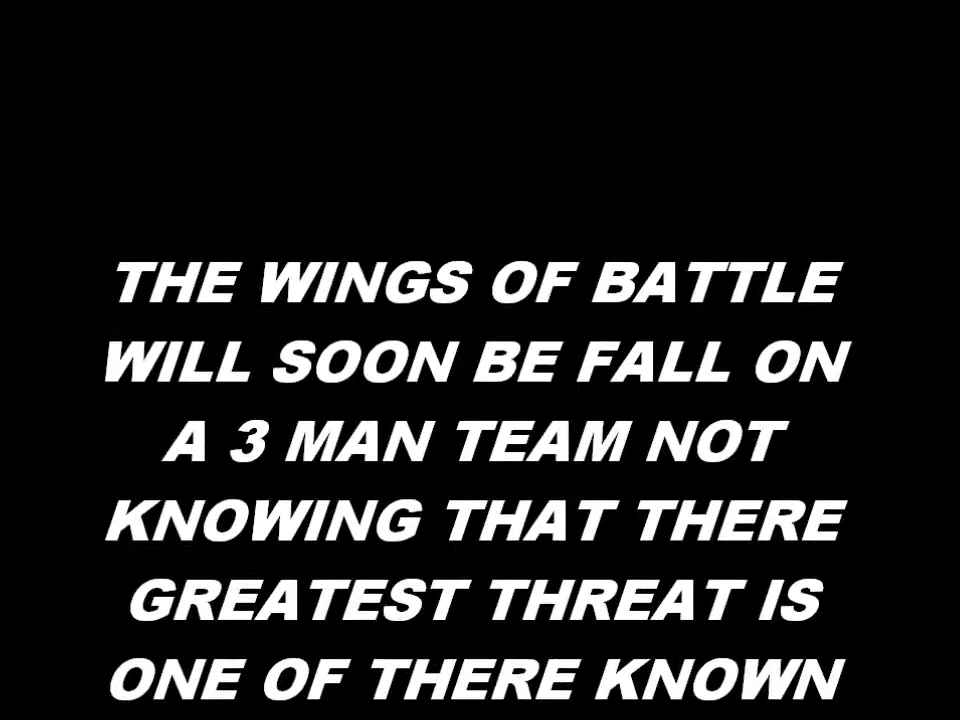 THE WINGS OF BATTLE
WILL SOON BE FALL ON
A 3 MAN TEAM NOT
KNOWING THAT THERE
GREATEST THREAT IS
ONE OF THERE KNOWN